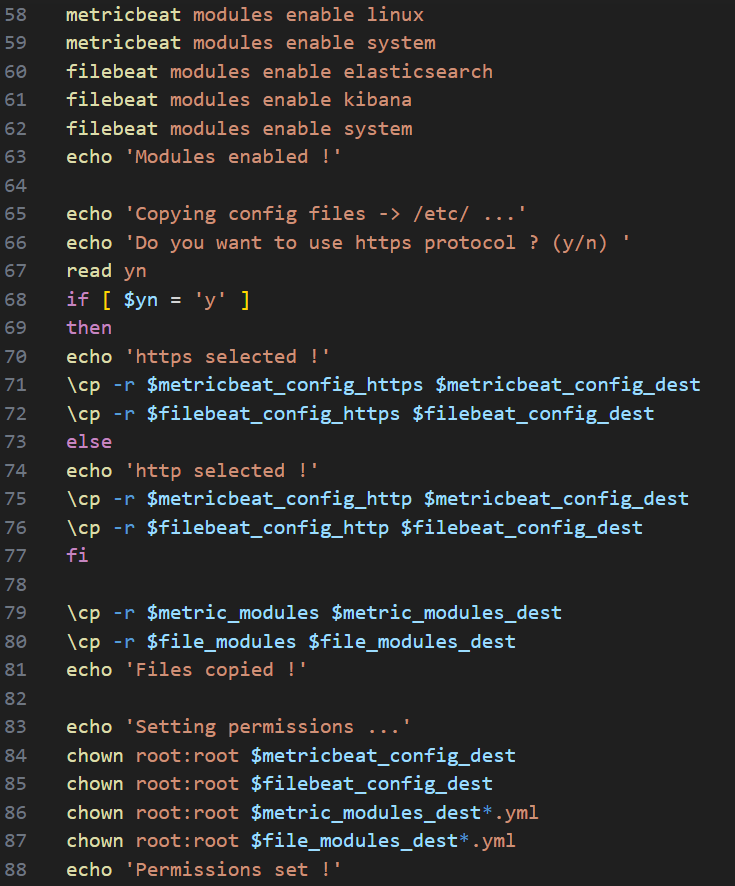 58 metricbeat modules enable linux
59 metricbeat modules enable system
60 filebeat modules enable elasticsearch
61 filebeat modules enable kibana
62 filebeat modules enable system
63 echo 'Modules enabled !'
64
65 echo 'Copying config files -> /etc/ ...'
66 echo 'Do you want to use https protocol ? (y/n) '
67 read yn
68 if [ $yn = 'y' ]
69 then
70 echo 'https selected !'
71 \cp -r $metricbeat_config_https $metricbeat_config_dest
72 \cp -r $filebeat_config_https $filebeat_config_dest
73 else
74 echo 'http selected !'
75 \cp -r $metricbeat_config_http $metricbeat_config_dest
76 \cp -r $filebeat_config_http $filebeat_config_dest
77 fi
78
79 \cp -r $metric_modules $metric_modules_dest
80 \cp -r $file_modules $file_modules_dest
81 echo 'Files copied !'
82
83 echo 'Setting permissions ...'
84 chown root:root $metricbeat_config_dest
85 chown root:root $filebeat_config_dest
86 chown root:root $metric_modules_dest*.yml
87 chown root:root $file_modules_dest*.yml
88 echo 'Permissions set !'